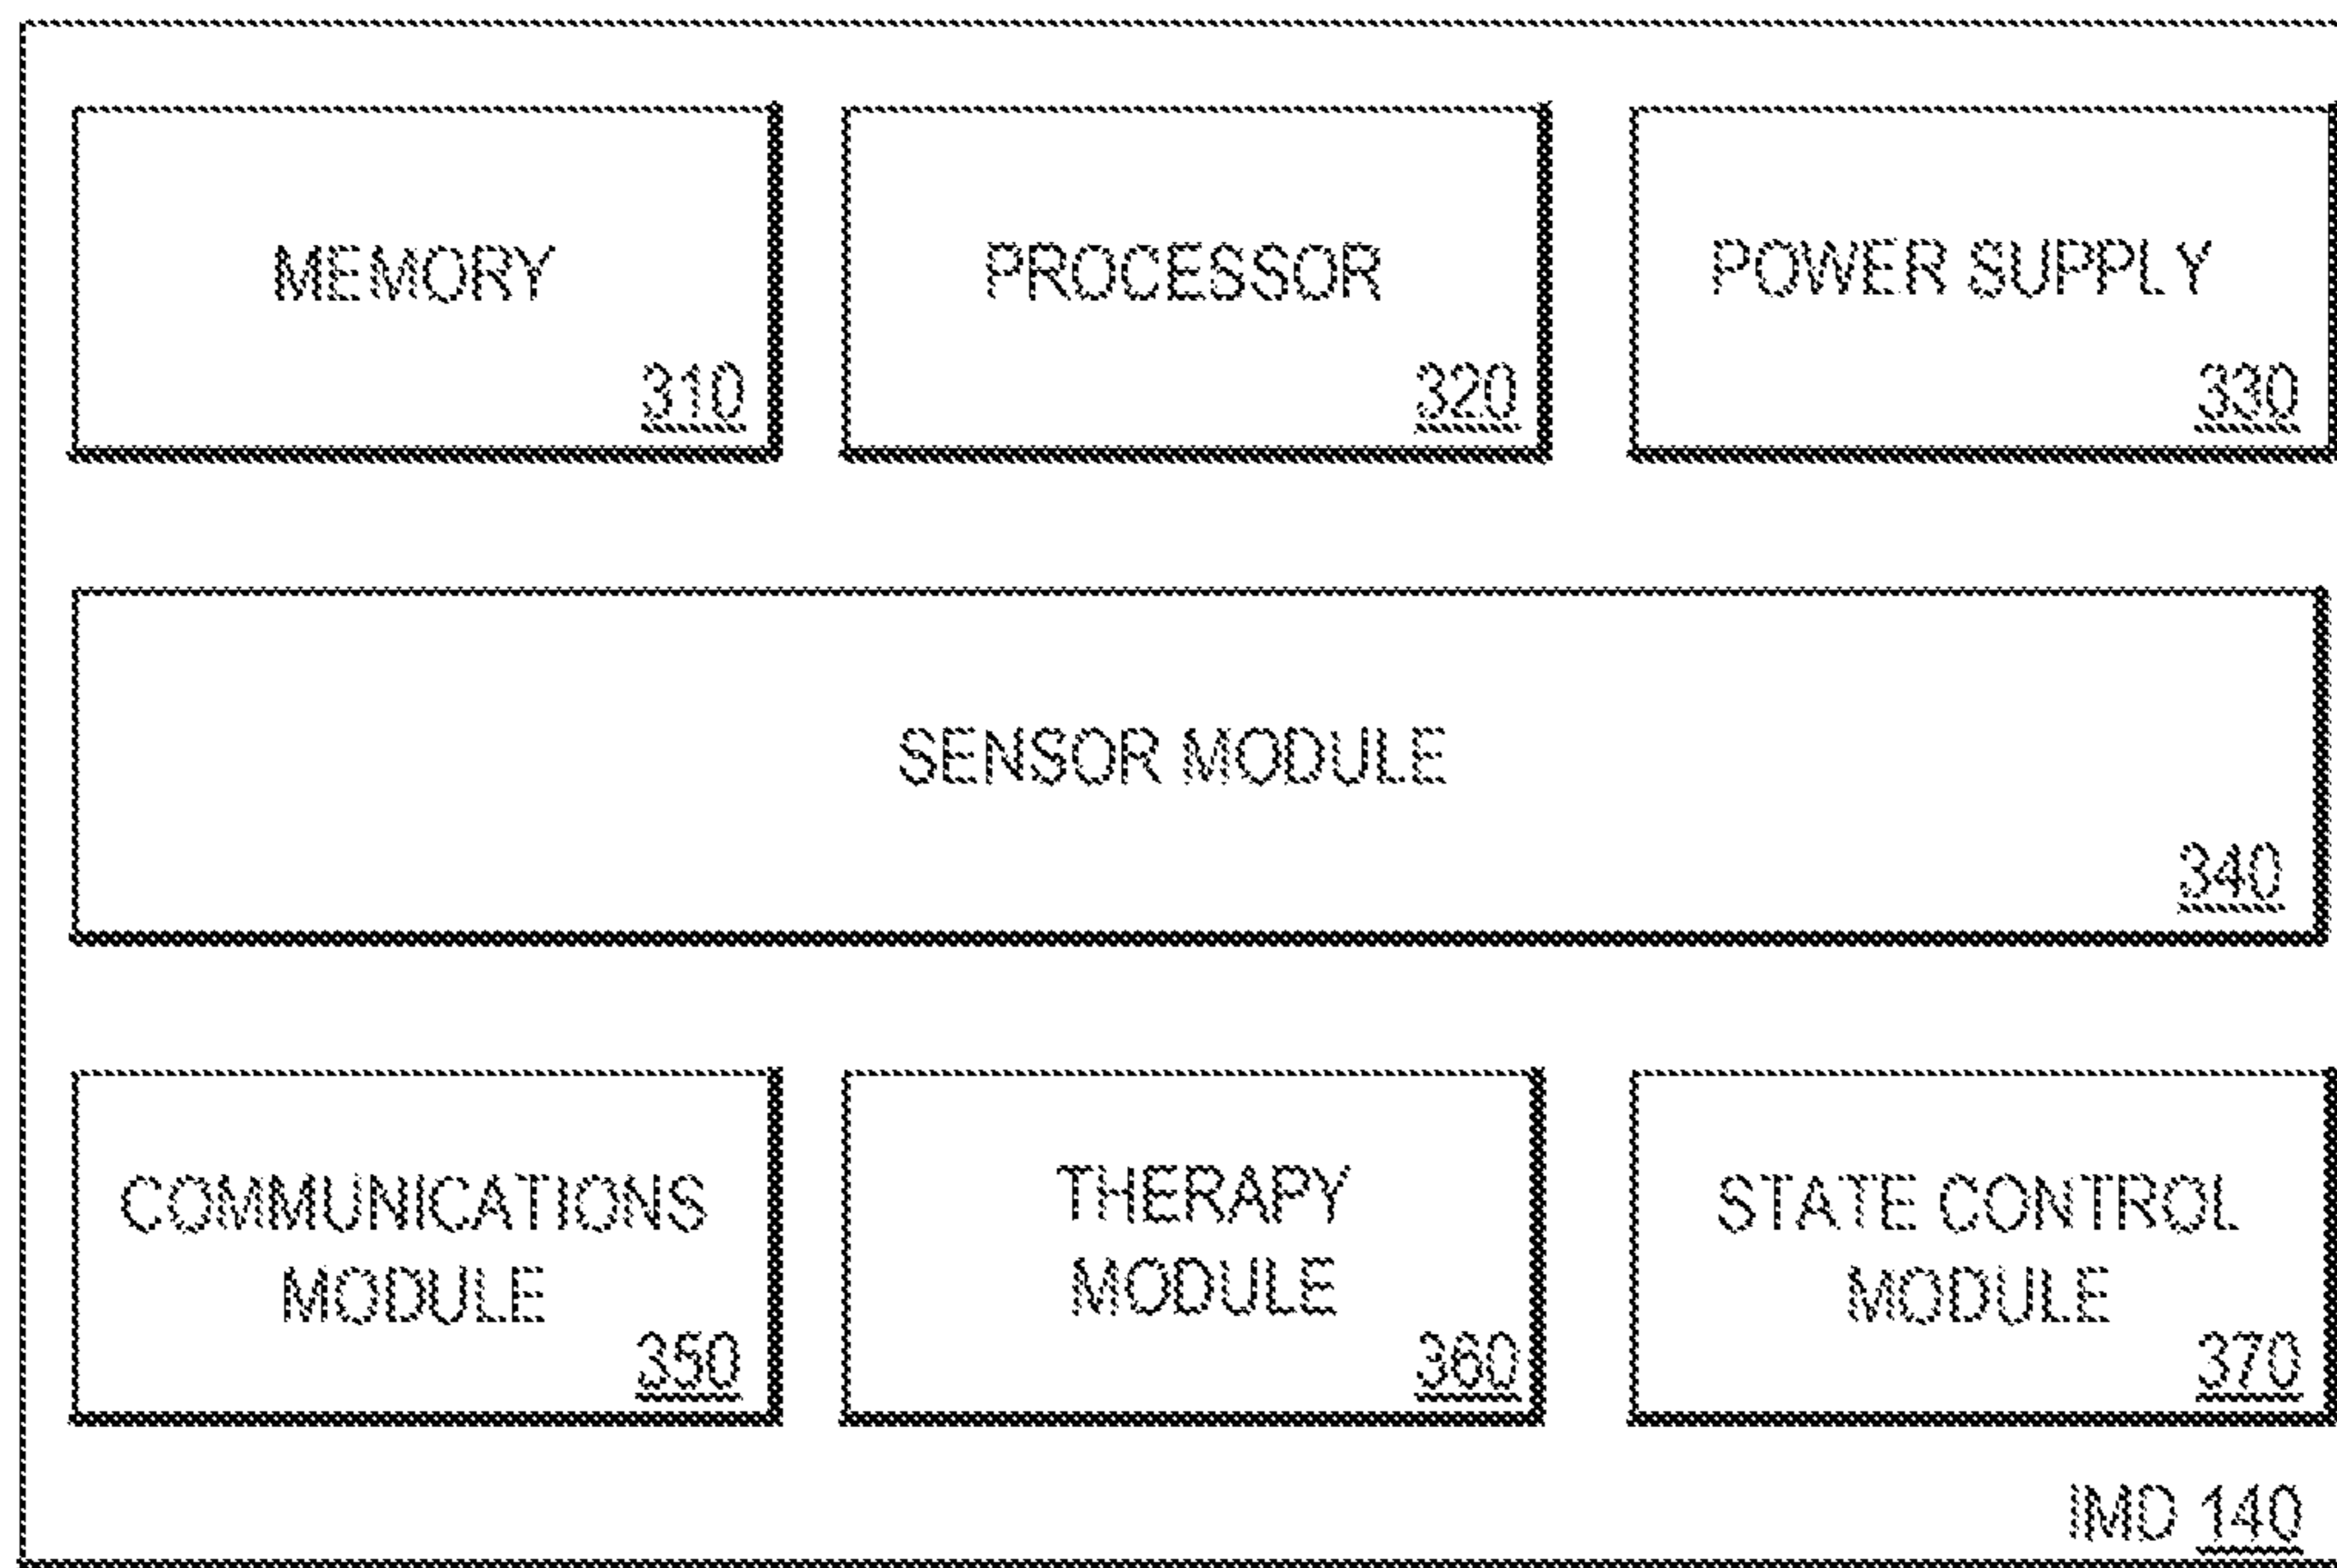 MEMORY
310
PROCESSOR
320
POWER SUPPLY
330
SENSOR MODULE
340
COMMUNICATIONS
MODULE
350
THERAPY
MODULE
360
STATE CONTROL
MODULE
370
IMD 140